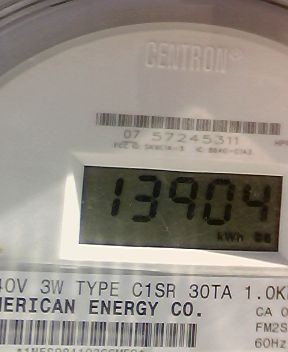 CENTRON®
07 57245311
13904
kWh
40V 3W TYPE C1SR 30TA 1.0K
MERICAN ENERGY CO.
CA 0
FM2S
60Hz